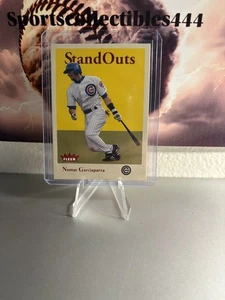 Sportscollectibles444
StandOuts
FLEER
Nomar Garciaparra